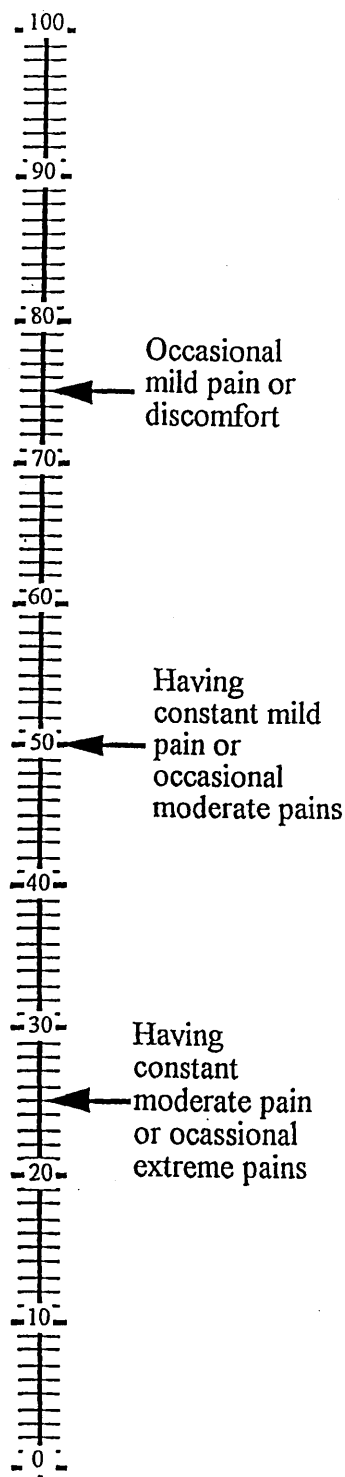 100
90
80
Occasional
mild pain or
discomfort
70
60
Having
constant mild
50
pain or
occasional
moderate pains
40
30
Having
constant
moderate pain
or ocassional
extreme pains
20
10
0